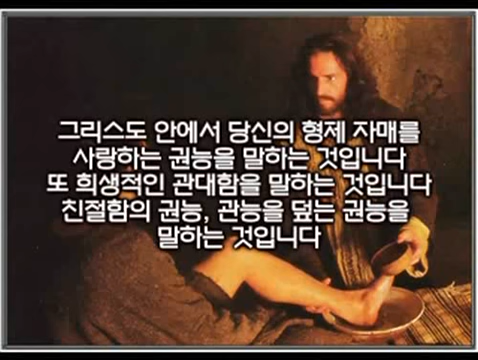 그리스도 안에서 당신의 형제 자매를
사랑하는 권능을 말하는 것입니다
또 희생적인 관대함을 말하는 것입니다
친절함의 권능, 관능을 덮는 권능을
말하는 것입니다